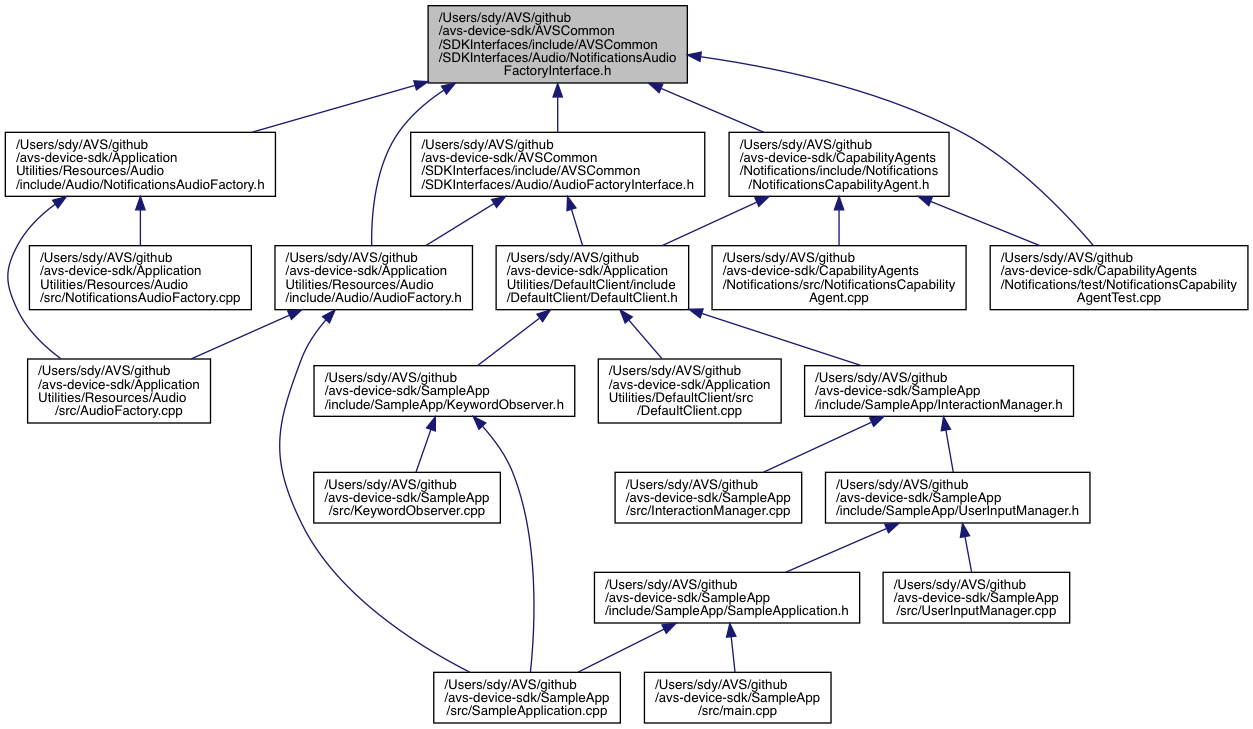 /Users/sdy/AVS/github
/avs-device-sdk/AVSCommon
/SDKInterfaces/include/AVSCommon
/SDKInterfaces/Audio/NotificationsAudio
FactoryInterface.h
/Users/sdy/AVS/github
/avs-device-sdk/Application
Utilities/Resources/Audio
/include/Audio/NotificationsAudioFactory.h
/Users/sdy/AVS/github
/avs-device-sdk/AVSCommon
/SDKInterfaces/include/AVSCommon
/SDKInterfaces/Audio/AudioFactoryInterface.h
/Users/sdy/AVS/github
/avs-device-sdk/CapabilityAgents
/Notifications/include/Notifications
/NotificationsCapabilityAgent.h
/Users/sdy/AVS/github
/avs-device-sdk/Application
Utilities/Resources/Audio
/src/NotificationsAudioFactory.cpp
/Users/sdy/AVS/github
/avs-device-sdk/Application
Utilities/Resources/Audio
/include/Audio/AudioFactory.h
/Users/sdy/AVS/github
/avs-device-sdk/Application
Utilities/DefaultClient/include
/DefaultClient/DefaultClient.h
/Users/sdy/AVS/github
/avs-device-sdk/CapabilityAgents
/Notifications/src/NotificationsCapability
Agent.cpp
/Users/sdy/AVS/github
/avs-device-sdk/CapabilityAgents
/Notifications/test/NotificationsCapability
AgentTest.cpp
/Users/sdy/AVS/github
/avs-device-sdk/Application
Utilities/Resources/Audio
/src/AudioFactory.cpp
/Users/sdy/AVS/github
/avs-device-sdk/SampleApp
/include/SampleApp/KeywordObserver.h
/Users/sdy/AVS/github
/avs-device-sdk/Application
Utilities/DefaultClient/src
/DefaultClient.cpp
/Users/sdy/AVS/github
/avs-device-sdk/SampleApp
/include/SampleApp/InteractionManager.h
/Users/sdy/AVS/github
/avs-device-sdk/SampleApp
/src/KeywordObserver.cpp
/Users/sdy/AVS/github
/avs-device-sdk/SampleApp
/src/InteractionManager.cpp
/Users/sdy/AVS/github
/avs-device-sdk/SampleApp
/include/SampleApp/UserInputManager.h
/Users/sdy/AVS/github
/avs-device-sdk/SampleApp
/include/SampleApp/SampleApplication.h
/Users/sdy/AVS/github
/avs-device-sdk/SampleApp
/src/UserInputManager.cpp
/Users/sdy/AVS/github
/avs-device-sdk/SampleApp
/src/SampleApplication.cpp
/Users/sdy/AVS/github
/avs-device-sdk/SampleApp
/src/main.cpp